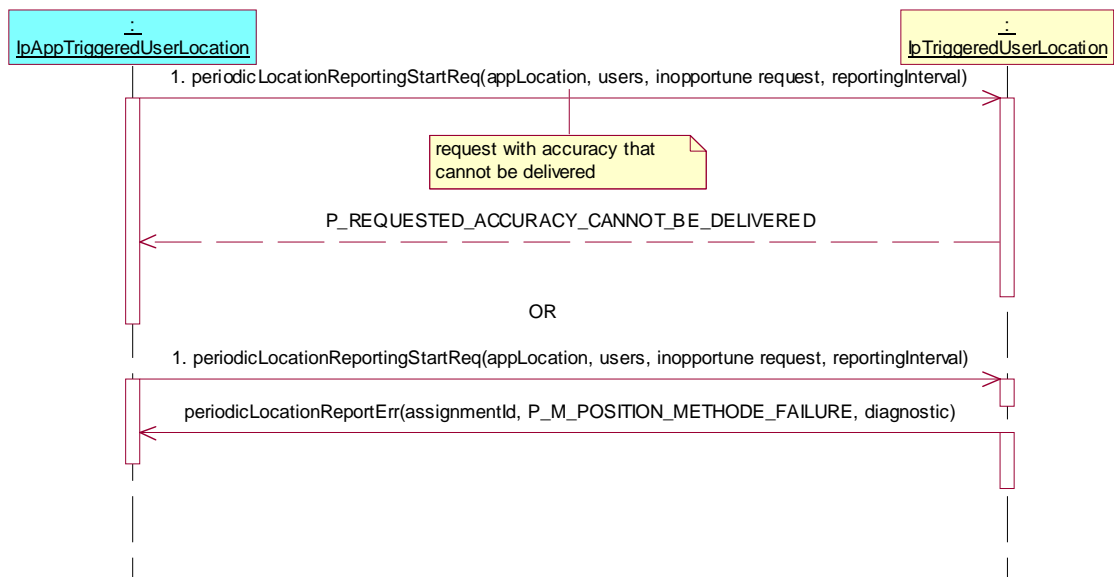 :
IpAppTriggeredUserLocation
:
IpTriggeredUserLocation
1. periodicLocationReportingStartReq(appLocation, users, inopportune request, reportingInterval)
request with accuracy that
cannot be delivered
P_REQUESTED_ACCURACY_CANNOT_BE_DELIVERED
OR
1. periodicLocationReportingStartReq(appLocation, users, inopportune request, reportingInterval)
periodicLocationReportErr(assignmentId, P_M_POSITION_METHODE_FAILURE, diagnostic)